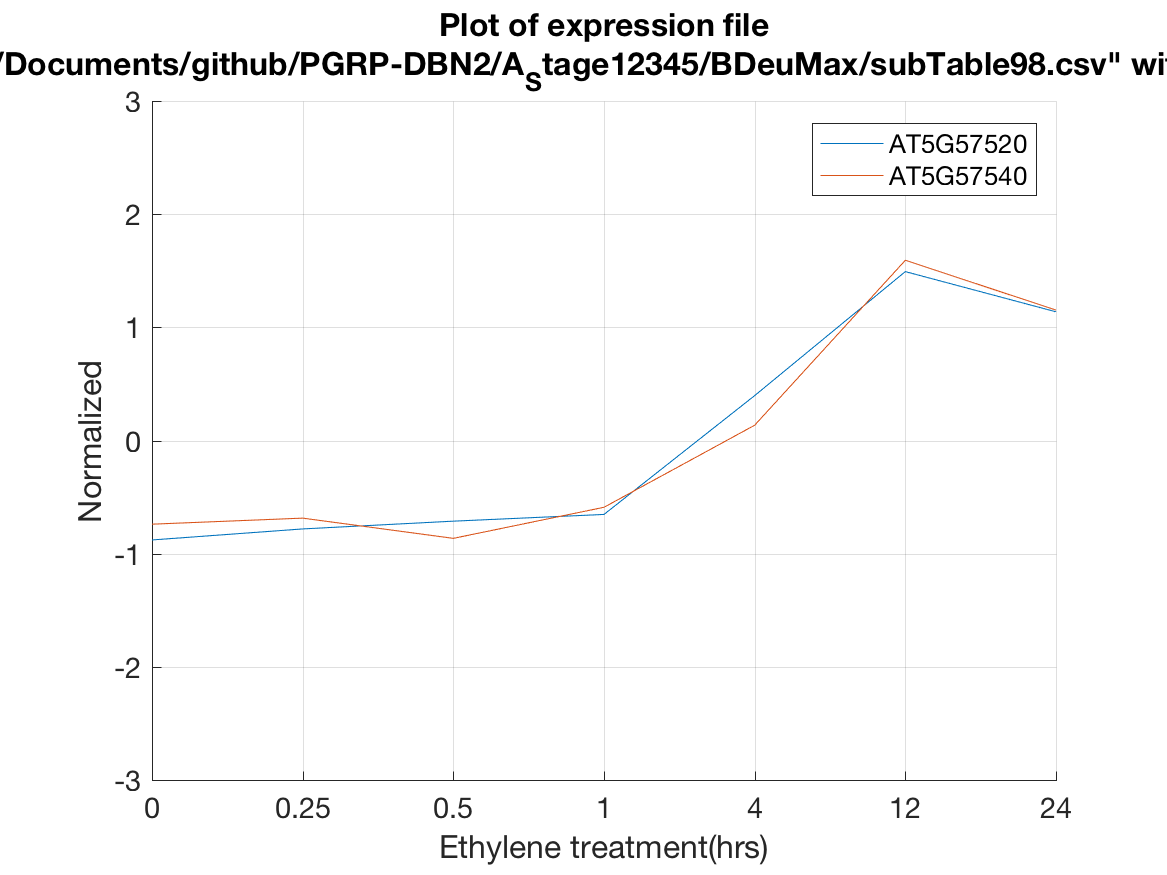 Plot of expression file
/Documents/github/PGRP-DBN2/AStage12345/BDeuMax/subTable98.csv" wi
3
2
1
0
-1
-2
-3
Normalized
AT5G57520
AT5G57540
0 0.25 0.5 1 4 12 24
Ethylene treatment(hrs)